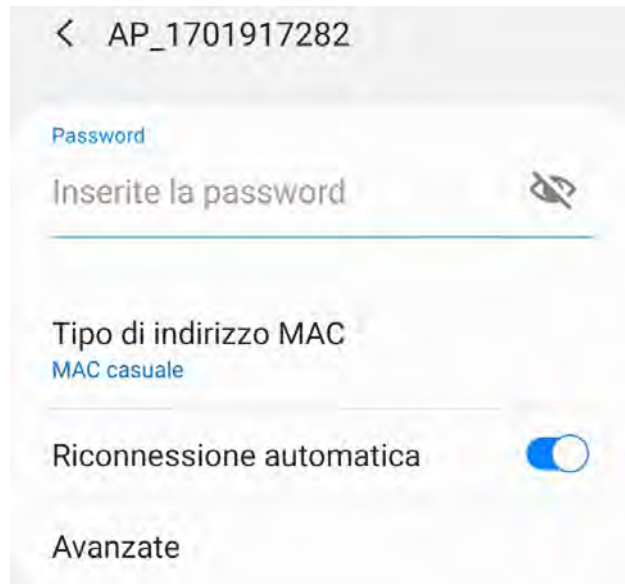 AP_1701917282
Password
Inserite la password
Tipo di indirizzo MAC
MAC casuale
Riconnessione automatica
Avanzate